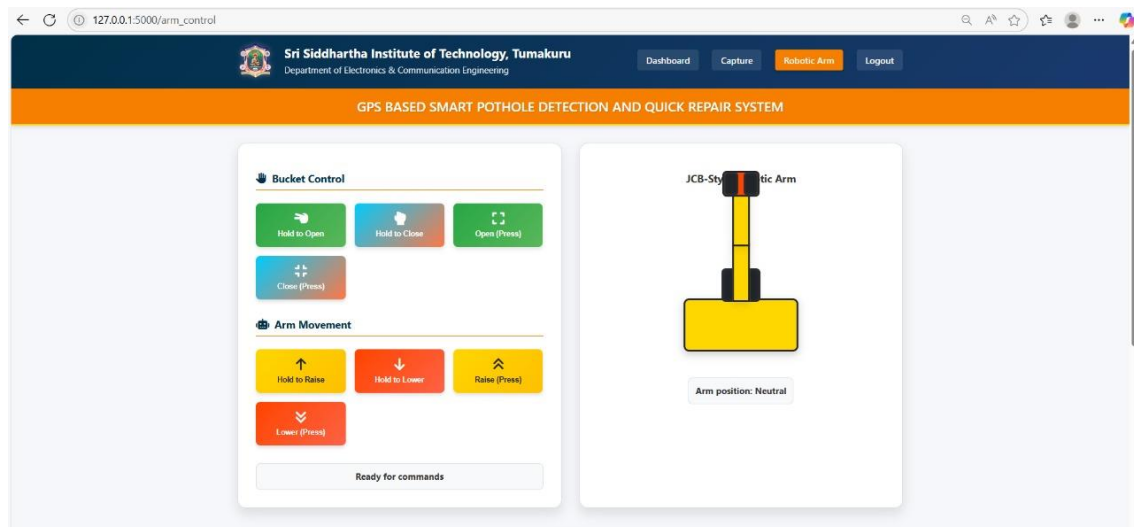 127.0.0.1:5000/arm_control
Sri Siddhartha Institute of Technology, Tumakuru
Department of Electronics & Communication Engineering
Dashboard Capture Robotic Arm Logout
GPS BASED SMART POTHOLE DETECTION AND QUICK REPAIR SYSTEM
Bucket Control
Hold to Open Hold to Close Open (Press)
Close (Press)
Arm Movement
Hold to Raise Hold to Lower Raise (Press)
Lower (Press)
Ready for commands
JCB-Sty tic Arm
Arm position: Neutral